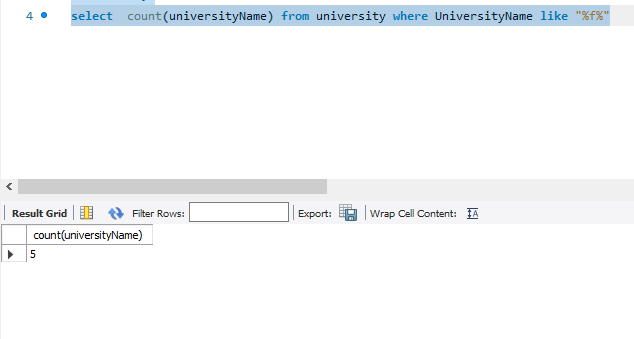 4 select count(universityName) from university where UniversityName like "%f%"
Result Grid Filter Rows: Export: Wrap Cell Content:
count(universityName)
5